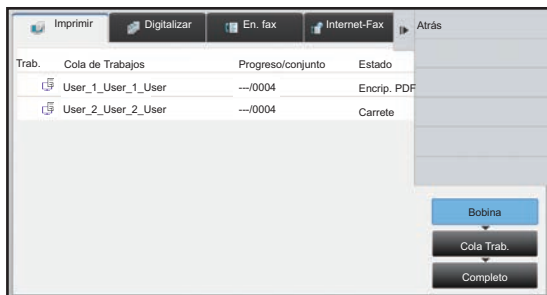 Imprimir Digitalizar En. fax Internet-Fax Atrás
Trab. Cola de Trabajos Progreso/conjunto Estado
User_1_User_1_User ---/0004 Encrip. PDF
User_2_User_2_User ---/0004 Carrete
Bobina
Cola Trab.
Completo